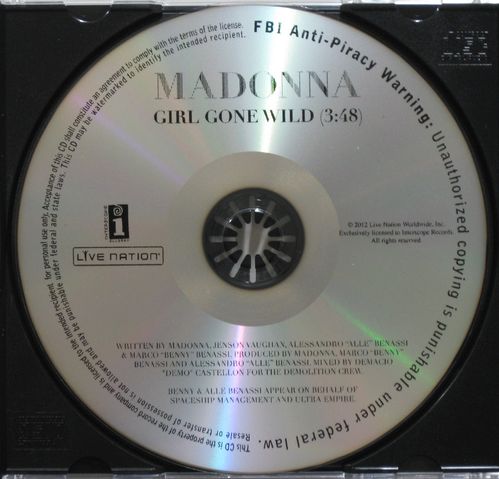 MADONNA
GIRL GONE WILD (3:48)
FBI Anti-Piracy Warning: Unauthorized copying is punishable under federal law.
This CD is the property of the record company and is licensed to the intended recipient for personal use only. Acceptance of this CD shall constitute an agreement to comply with the terms of the license.
Resale or transfer of possession is not allowed and may be punishable under federal and state laws. This CD may be watermarked to identify the intended recipient.
INTERSCOPE
i
RECORDS
LIVE NATION
© 2012 Live Nation Worldwide, Inc.
Exclusively licensed to Interscope Records.
All rights reserved.
WRITTEN BY MADONNA, JENSON VAUGHAN, ALESSANDRO "ALLE" BENASSI
& MARCO "BENNY" BENASSI. PRODUCED BY MADONNA, MARCO "BENNY"
BENASSI AND ALESSANDRO "ALLE" BENASSI. MIXED BY DEMACIO
"DEMO" CASTELLON FOR THE DEMOLITION CREW.
BENNY & ALLE BENASSI APPEAR ON BEHALF OF
SPACESHIP MANAGEMENT AND ULTRA EMPIRE.